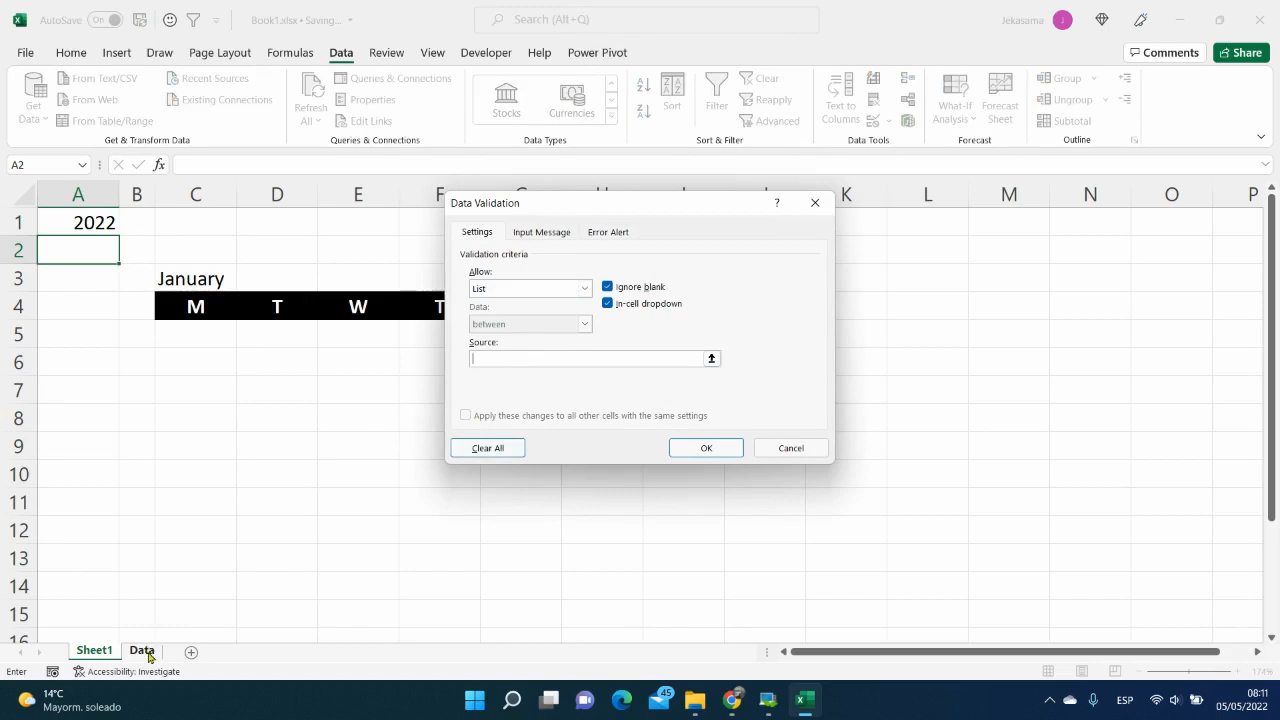 AutoSave On Book1.xlsx • Saving... Search (Alt+Q) Jekasama J
File Home Insert Draw Page Layout Formulas Data Review View Developer Help Power Pivot Comments Share
Get Data
From Text/CSV
From Web
From Table/Range
Recent Sources
Existing Connections
Get & Transform Data
Refresh All
Queries & Connections
Properties
Edit Links
Queries & Connections
Stocks Currencies
Data Types
Sort
Filter
Clear
Reapply
Advanced
Sort & Filter
Text to Columns
Data Tools
What-If Analysis
Forecast Sheet
Forecast
Group
Ungroup
Subtotal
Outline
A2 fx
A B C D E F K L M N O P
1 2022
2
3 January
4 M T W T
5
6
7
8
9
10
11
12
13
14
15
16
Data Validation ?
Settings Input Message Error Alert
Validation criteria
Allow:
List
Ignore blank
Data:
In-cell dropdown
between
Source:
Apply these changes to all other cells with the same settings
Clear All OK Cancel
Sheet1 Data
Enter Accessibility: Investigate 174%
14°C
Mayorm. soleado
45
ESP
08:11
05/05/2022